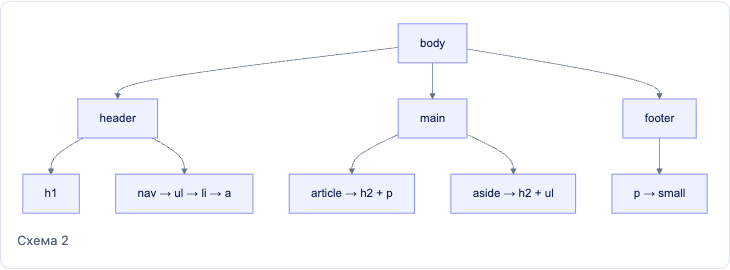 body
header
main
footer
h1
nav → ul → li → a
article → h2 + p
aside → h2 + ul
p → small
Схема 2